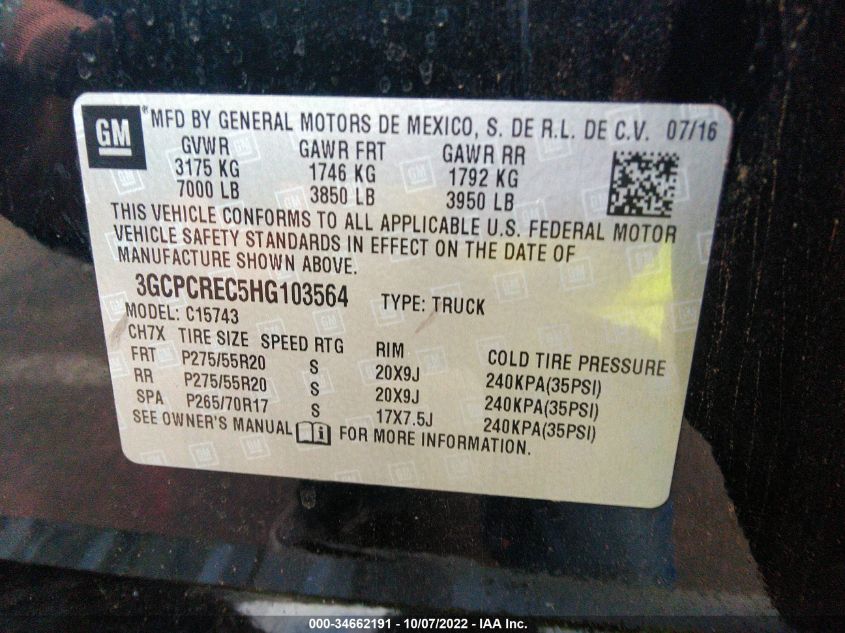 GM ® MFD BY GENERAL MOTORS DE MEXICO, S. DE R.L. DE C.V. 07/16
GVWR GAWR FRT GAWR RR
3175 KG 1746 KG 1792 KG
7000 LB 3850 LB 3950 LB
THIS VEHICLE CONFORMS TO ALL APPLICABLE U.S. FEDERAL MOTOR
VEHICLE SAFETY STANDARDS IN EFFECT ON THE DATE OF
MANUFACTURE SHOWN ABOVE.
3GCPCREC5HG103564 TYPE: TRUCK
MODEL: C15743
CH7X TIRE SIZE SPEED RTG RIM COLD TIRE PRESSURE
FRT P275/55R20 S 20X9J 240KPA(35PSI)
RR P275/55R20 S 20X9J 240KPA(35PSI)
SPA P265/70R17 S 17X7.5J 240KPA(35PSI)
SEE OWNER'S MANUAL i FOR MORE INFORMATION.
000-34662191 - 10/07/2022 - IAA Inc.